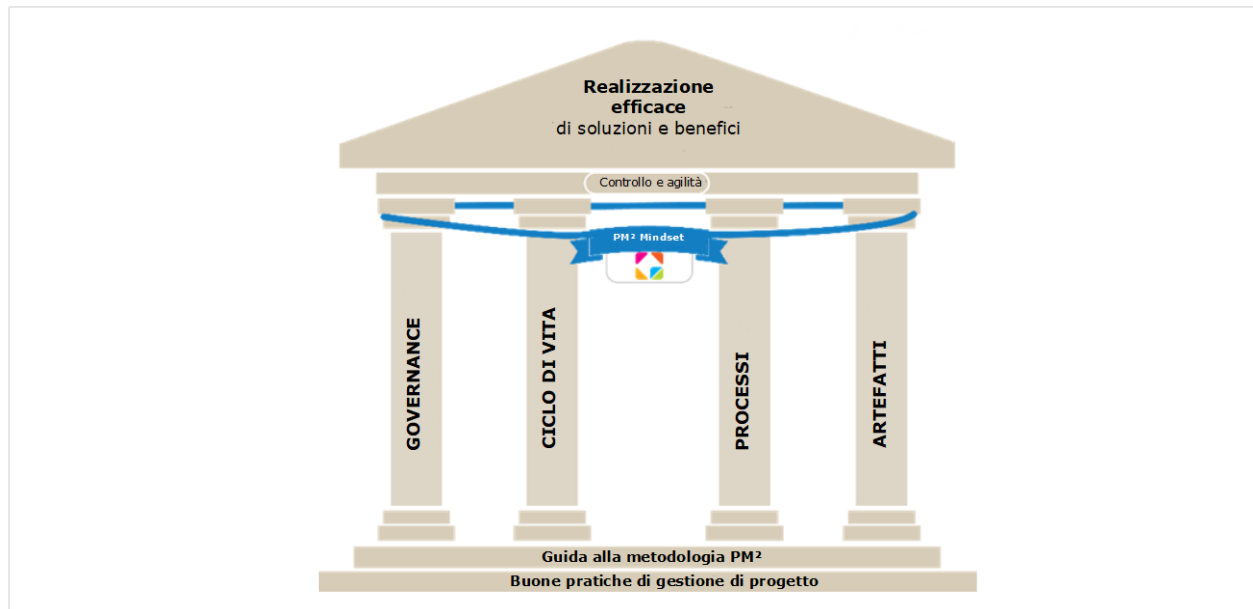 Realizzazione
efficace
di soluzioni e benefici
Controllo e agilità
PM² Mindset
GOVERNANCE
CICLO DI VITA
PROCESSI
ARTEFATTI
Guida alla metodologia PM²
Buone pratiche di gestione di progetto